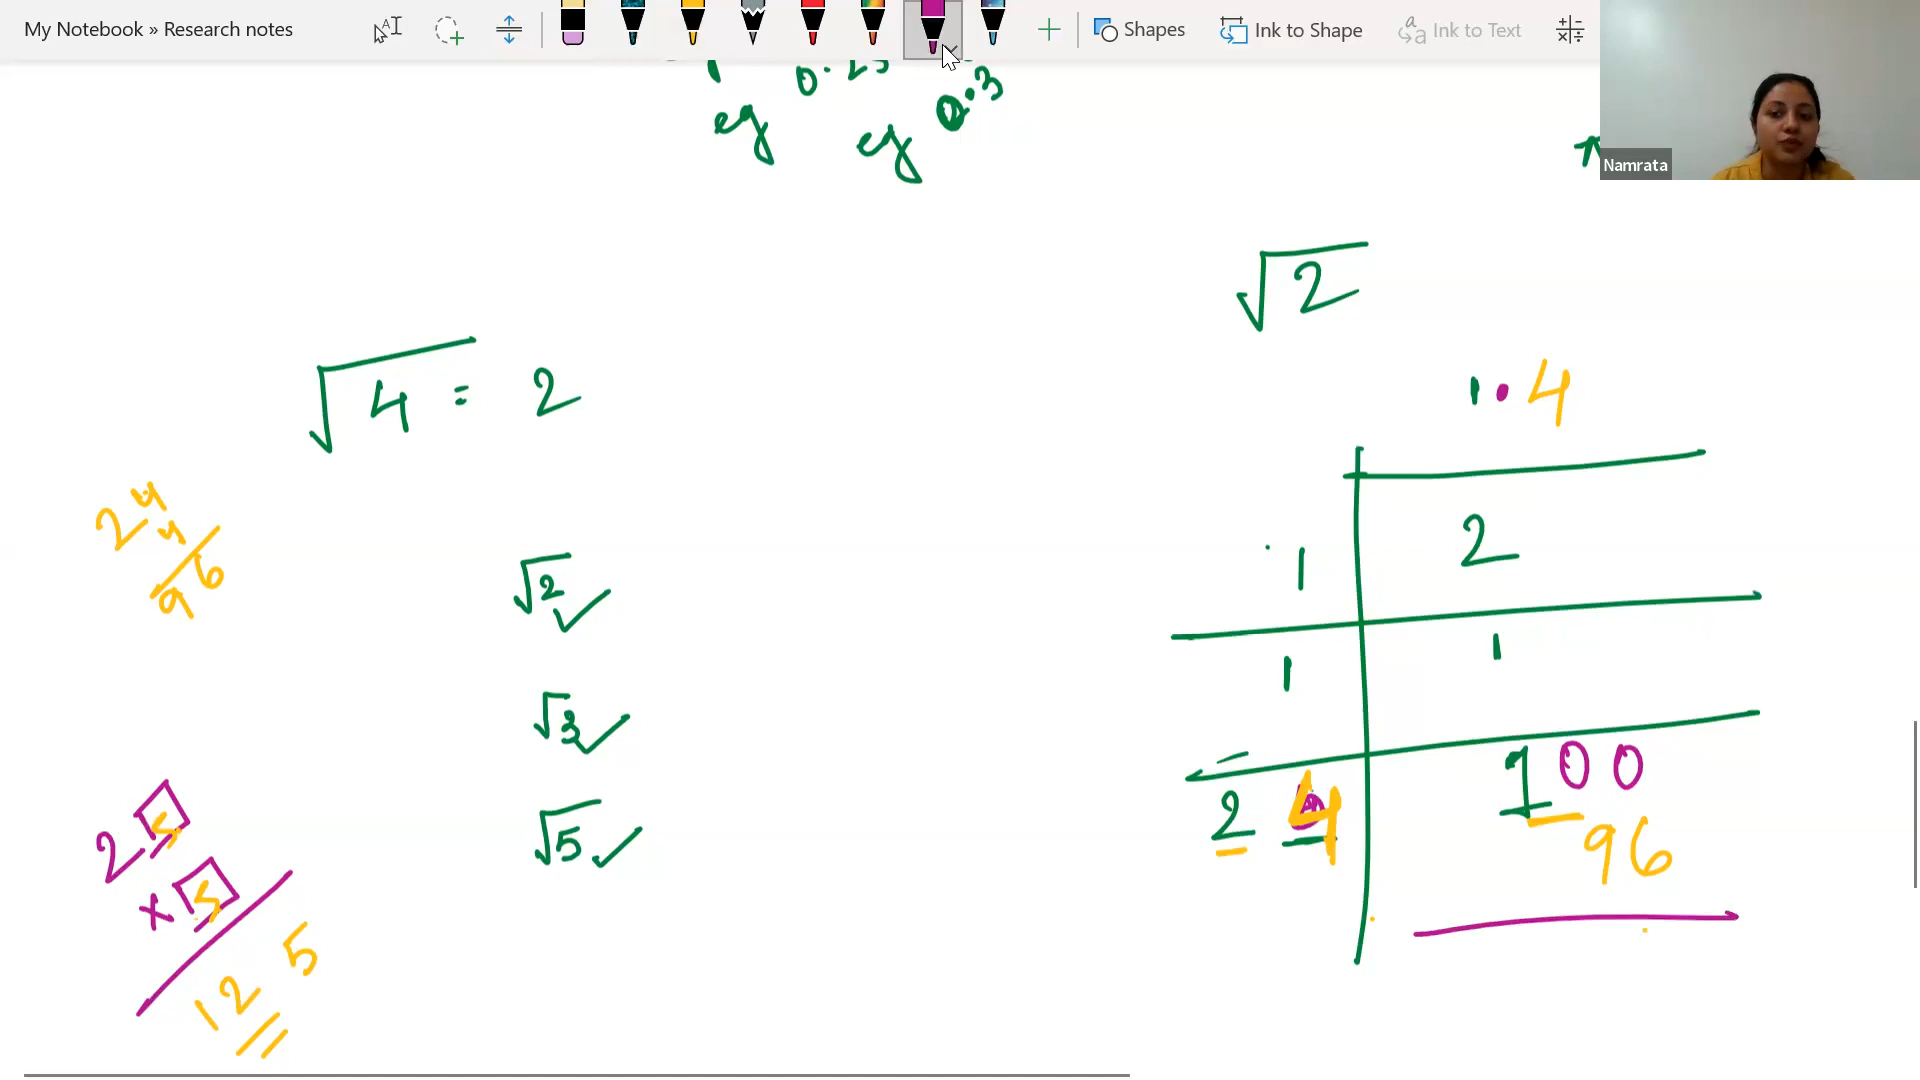 My Notebook » Research notes
Shapes
Ink to Shape
Ink to Text
Namrata
eg
0.25
eg
0.3
√2
√4 = 2
1.4
24
4
96
√2
2
1
1
1
√3
100
2 4
96
25
× 5
125
√5